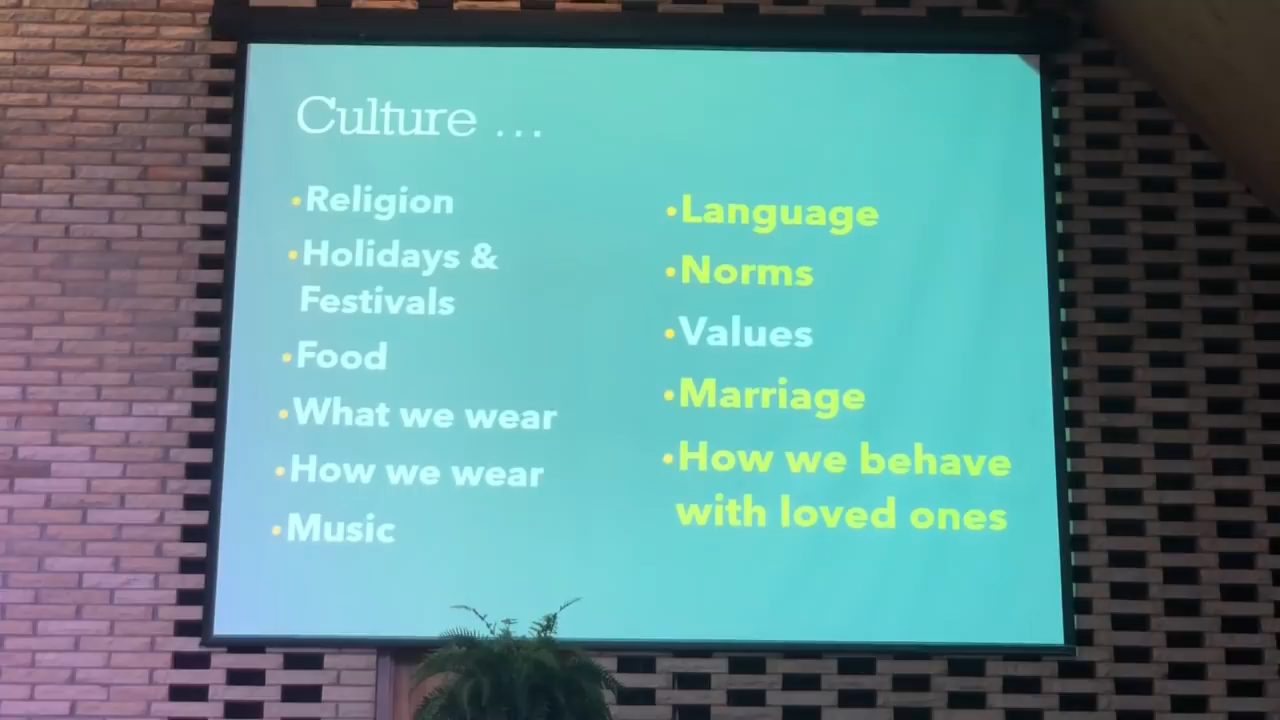 Culture ...
•Religion
•Holidays &
Festivals
•Food
•What we wear
•How we wear
•Music
•Language
•Norms
•Values
•Marriage
•How we behave
with loved ones